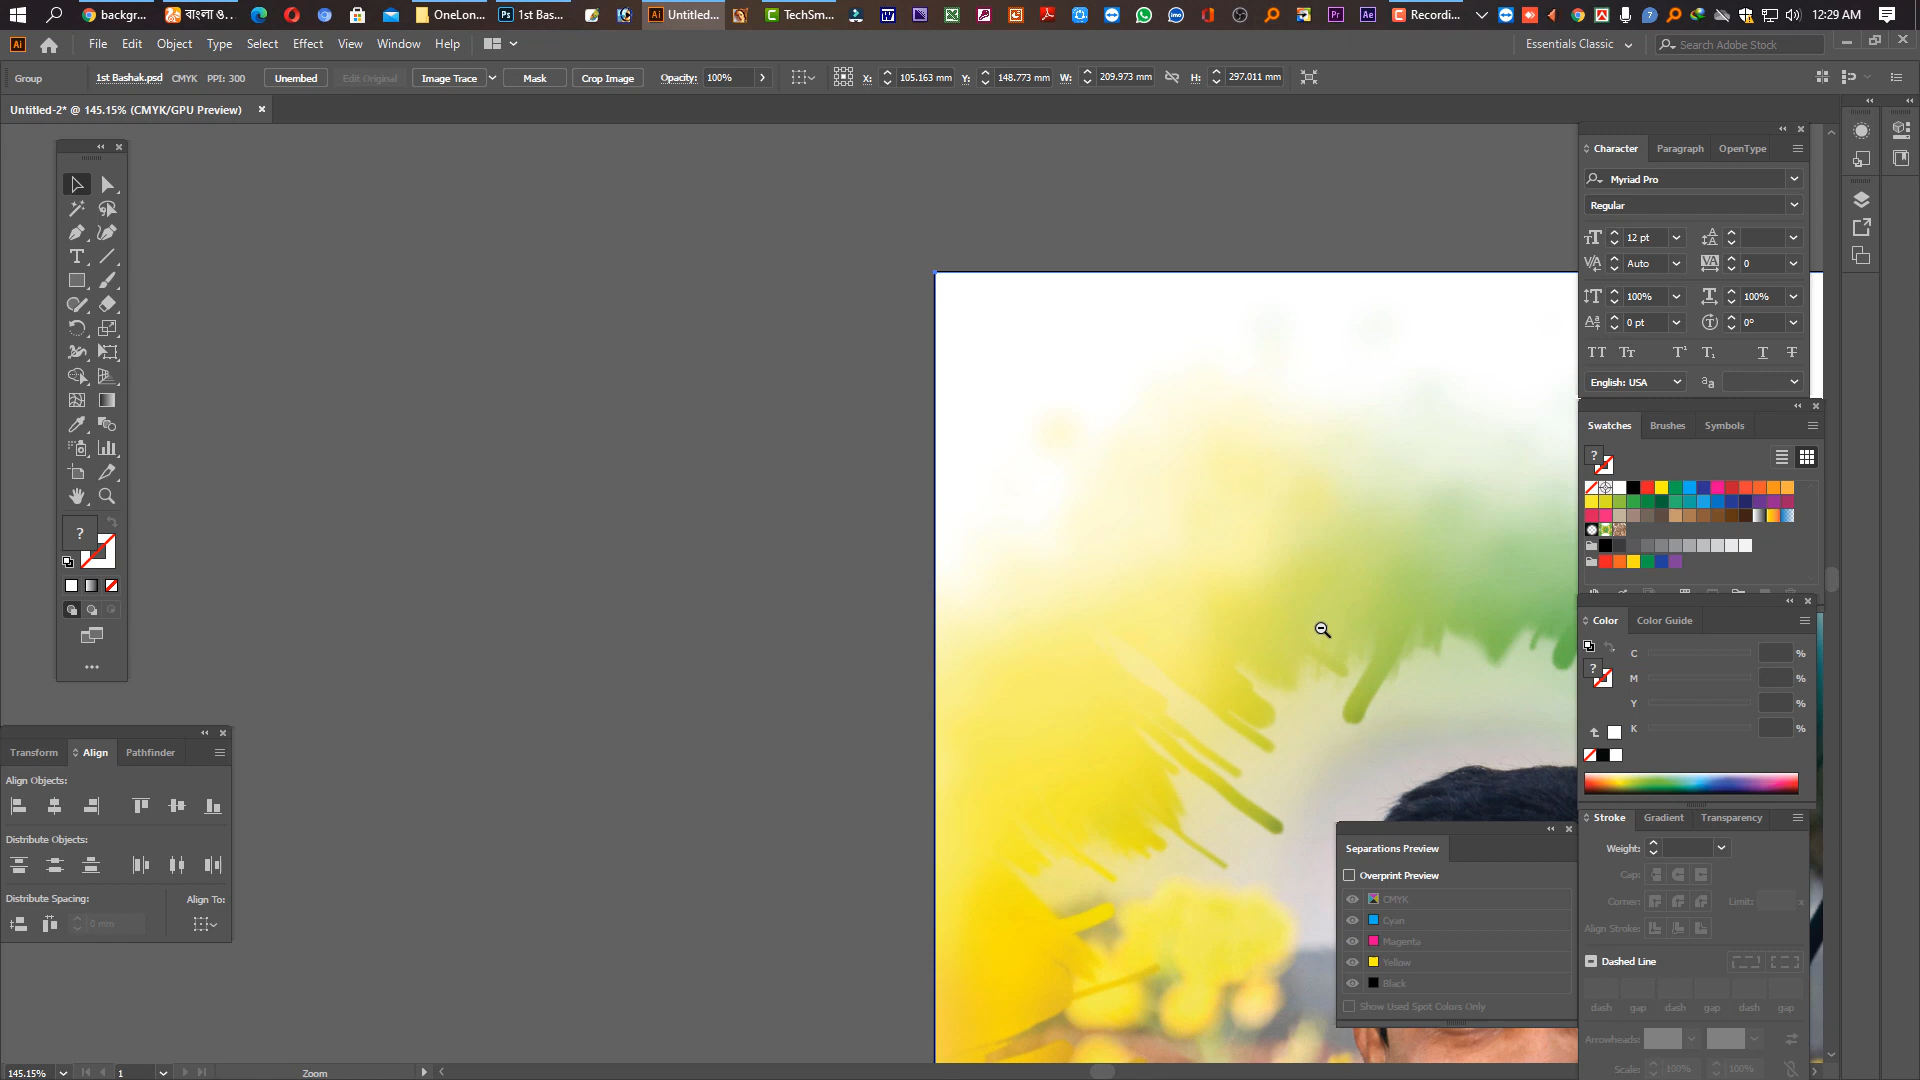 backgr...
বাংলা ও...
OneLon...
1st Bas...
Untitled...
TechSm...
Recordi...
12:29 AM
File Edit Object Type Select Effect View Window Help
Essentials Classic
Search Adobe Stock
Group
1st Bashak.psd
CMYK
PPI: 300
Unembed
Edit Original
Image Trace
Mask
Crop Image
Opacity:
100%
X:
105.163 mm
Y:
148.773 mm
W:
209.973 mm
H:
297.011 mm
Untitled-2* @ 145.15% (CMYK/GPU Preview)
Character Paragraph OpenType
Myriad Pro
Regular
12 pt
Auto
0
100%
100%
0 pt
0°
English: USA
Swatches Brushes Symbols
Color Color Guide
C %
M %
Y %
K %
Transform Align Pathfinder
Align Objects:
Distribute Objects:
Distribute Spacing:
Align To:
0 mm
Separations Preview
Overprint Preview
CMYK
Cyan
Magenta
Yellow
Black
Show Used Spot Colors Only
Stroke Gradient Transparency
Weight:
Cap:
Corner:
Limit:
x
Align Stroke:
Dashed Line
dash gap dash gap dash gap
Arrowheads:
Scale:
100%
100%
145.15%
1
Zoom